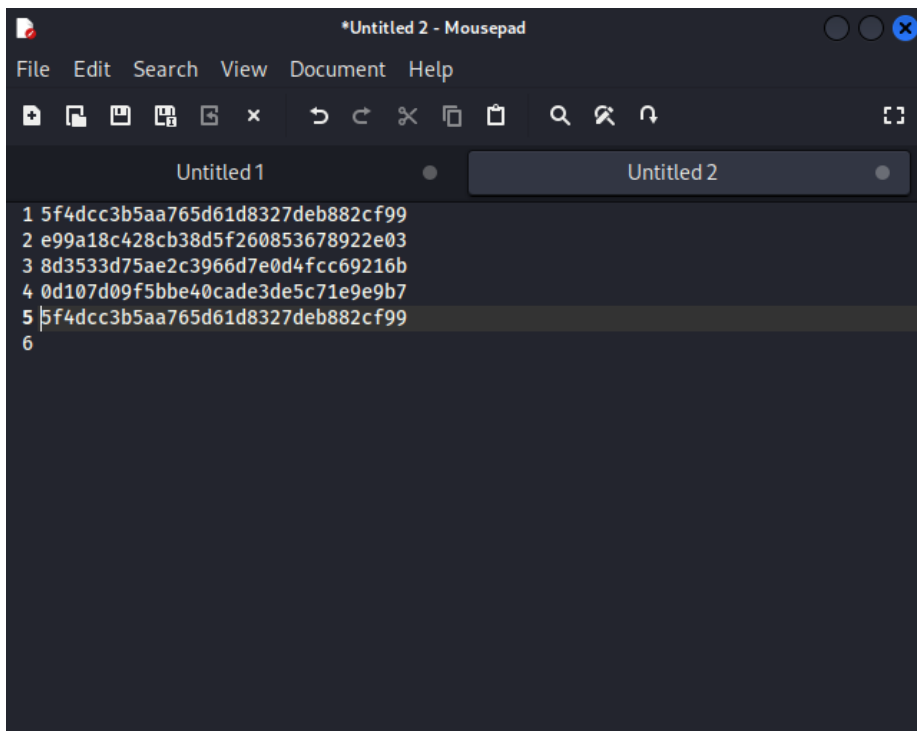 *Untitled 2 - Mousepad
File Edit Search View Document Help
Untitled 1 Untitled 2
1 5f4dcc3b5aa765d61d8327deb882cf99
2 e99a18c428cb38d5f260853678922e03
3 8d3533d75ae2c3966d7e0d4fcc69216b
4 0d107d09f5bbe40cade3de5c71e9e9b7
5 5f4dcc3b5aa765d61d8327deb882cf99
6